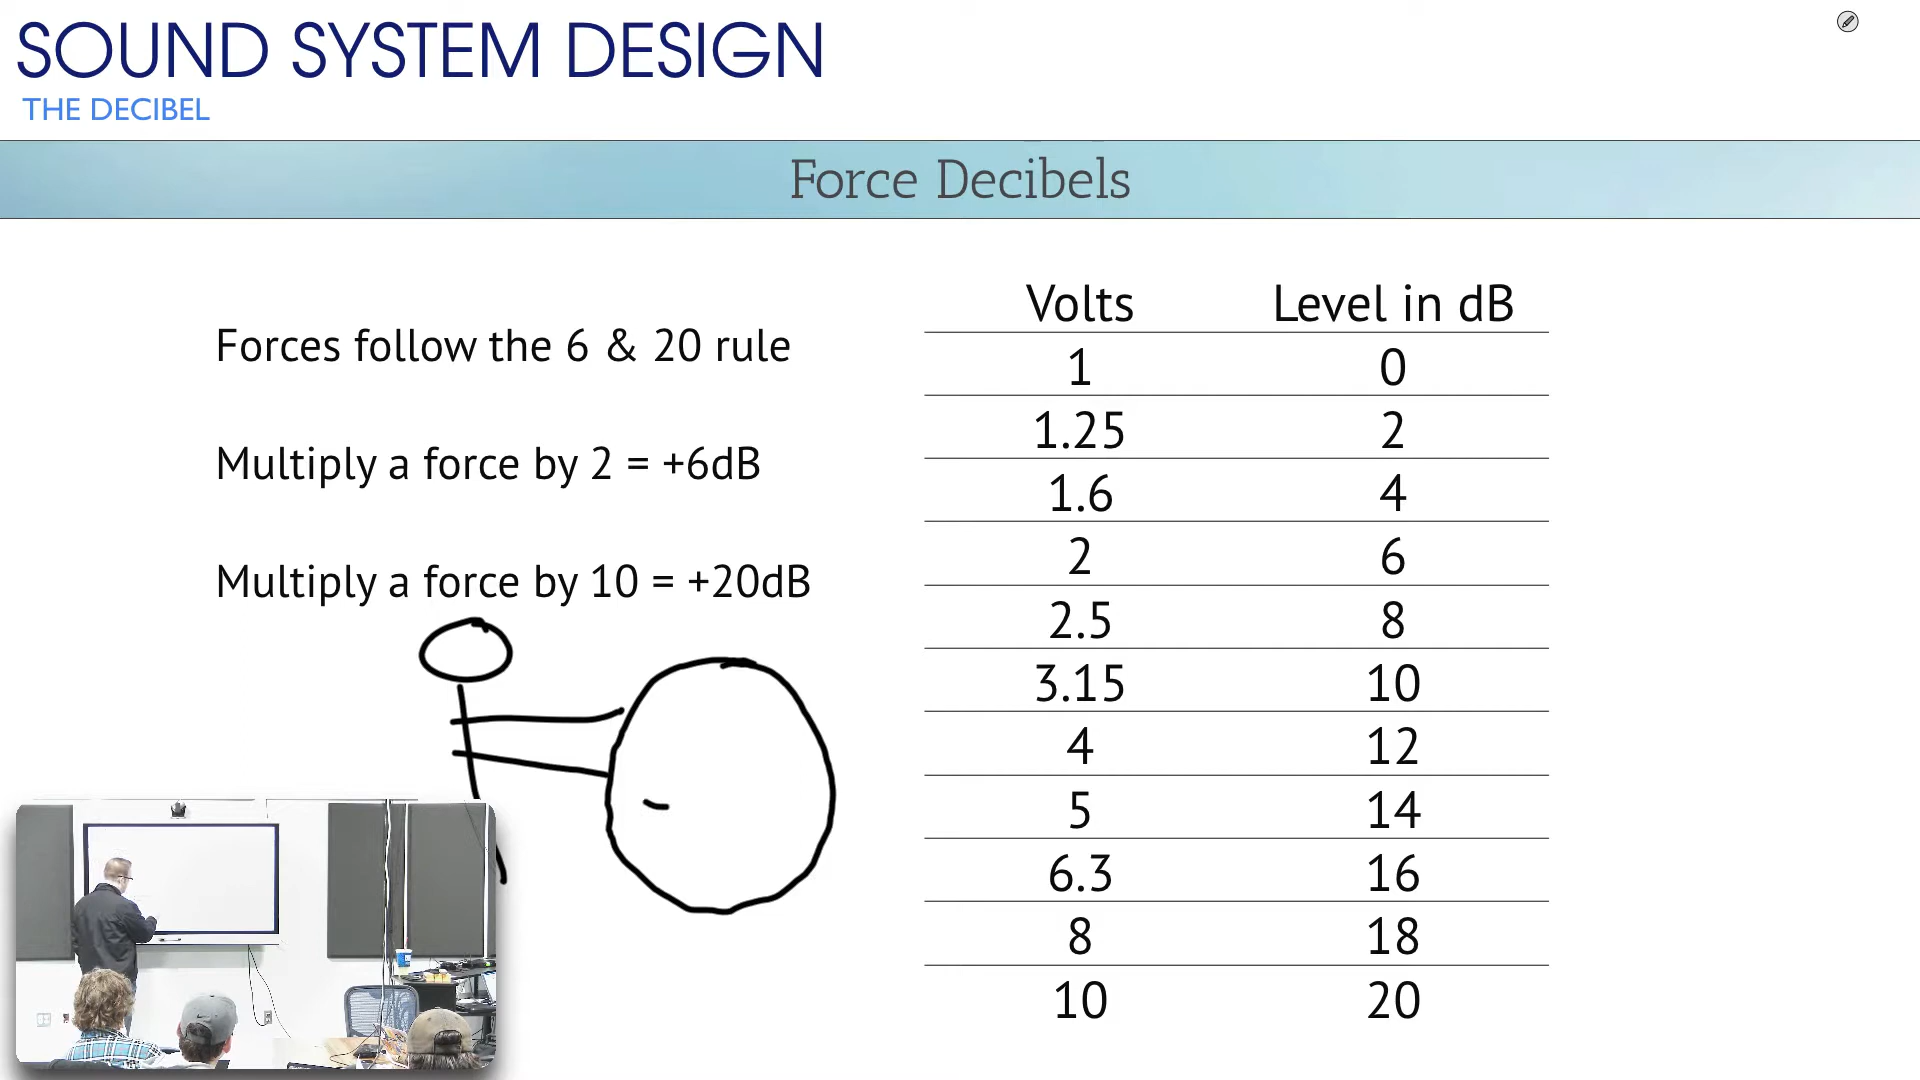 SOUND SYSTEM DESIGN
THE DECIBEL
Force Decibels
Forces follow the 6 & 20 rule
Multiply a force by 2 = +6dB
Multiply a force by 10 = +20dB
Volts Level in dB
1 0
1.25 2
1.6 4
2 6
2.5 8
3.15 10
4 12
5 14
6.3 16
8 18
10 20